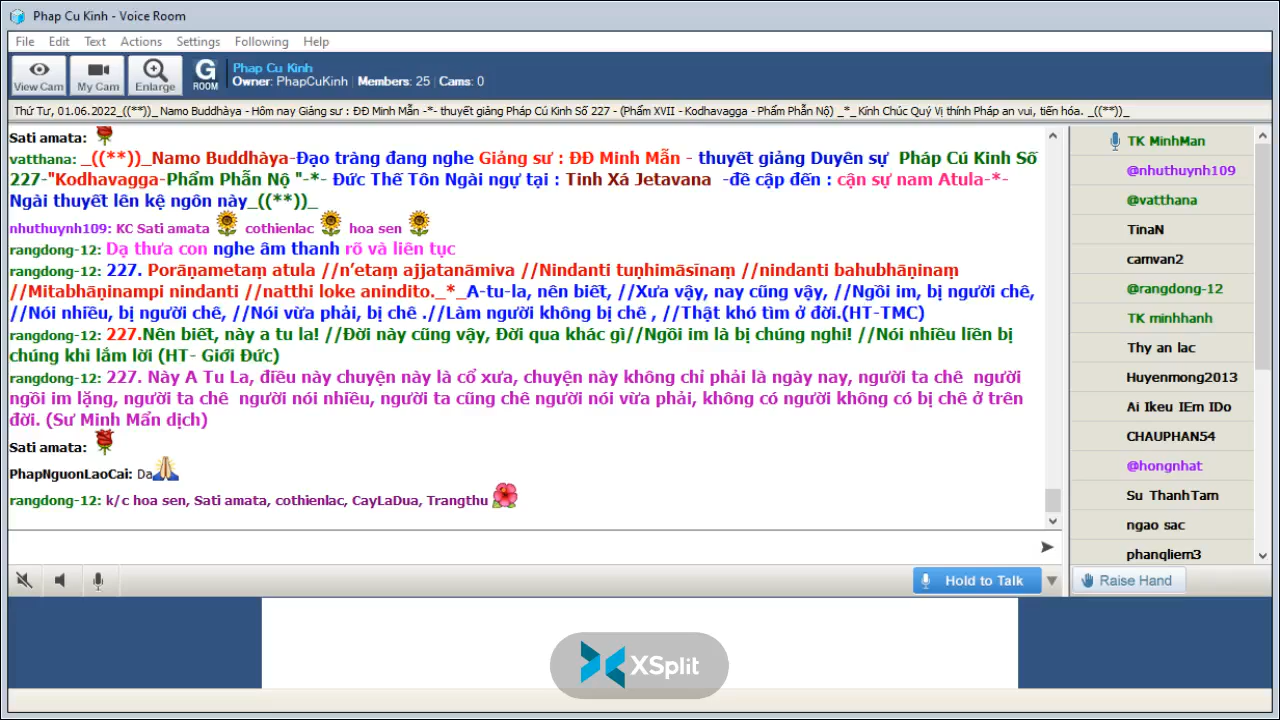 Phap Cu Kinh - Voice Room
File Edit Text Actions Settings Following Help
View Cam My Cam Enlarge G ROOM
Phap Cu Kinh
Owner: PhapCuKinh | Members: 25 | Cams: 0
Thứ Tư, 01.06.2022_((**))_ Namo Buddhàya - Hôm nay Giảng sư : ĐĐ Minh Mẫn -*- thuyết giảng Pháp Cú Kinh Số 227 - (Phẩm XVII - Kodhavagga - Phẩm Phẫn Nộ) _*_ Kính Chúc Quý Vị thính Pháp an vui, tiến hóa. _((**))_
Sati amata:
vatthana: _((**))_Namo Buddhàya-Đạo tràng đang nghe Giảng sư : ĐĐ Minh Mẫn - thuyết giảng Duyên sự Pháp Cú Kinh Số
227-"Kodhavagga-Phẩm Phẫn Nộ "-*- Đức Thế Tôn Ngài ngự tại : Tinh Xá Jetavana -đề cập đến : cận sự nam Atula-*-
Ngài thuyết lên kệ ngôn này_((**))_
nhuthuynh109: KC Sati amata cothienlac hoa sen
rangdong-12: Dạ thưa con nghe âm thanh rõ và liên tục
rangdong-12: 227. Porāṇametaṃ atula //n’etaṃ ajjatanāmiva //Nindanti tuṇhimāsīnaṃ //nindanti bahubhāṇinaṃ
//Mitabhāṇinampi nindanti //natthi loke anindito._*_A-tu-la, nên biết, //Xưa vậy, nay cũng vậy, //Ngồi im, bị người chê,
//Nói nhiều, bị người chê, //Nói vừa phải, bị chê .//Làm người không bị chê , //Thật khó tìm ở đời.(HT-TMC)
rangdong-12: 227.Nên biết, này a tu la! //Đời này cũng vậy, Đời qua khác gì//Ngồi im là bị chúng nghi! //Nói nhiều liền bị
chúng khi lắm lời (HT- Giới Đức)
rangdong-12: 227. Này A Tu La, điều này chuyện này là cổ xưa, chuyện này không chỉ phải là ngày nay, người ta chê người
ngồi im lặng, người ta chê người nói nhiều, người ta cũng chê người nói vừa phải, không có người không có bị chê ở trên
đời. (Sư Minh Mẩn dịch)
Sati amata:
PhapNguonLaoCai: Da
rangdong-12: k/c hoa sen, Sati amata, cothienlac, CayLaDua, Trangthu
TK MinhMan
@nhuthuynh109
@vatthana
TinaN
camvan2
@rangdong-12
TK minhhanh
Thy an lac
Huyenmong2013
Ai Ikeu IEm IDo
CHAUPHAN54
@hongnhat
Su ThanhTam
ngao sac
phanqliem3
Hold to Talk
Raise Hand
XSplit